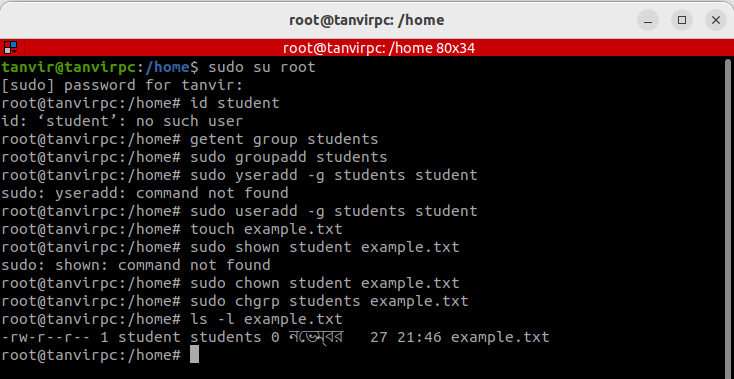 root@tanvirpc: /home
root@tanvirpc: /home 80x34
tanvir@tanvirpc:/home$ sudo su root
[sudo] password for tanvir:
root@tanvirpc:/home# id student
id: ‘student’: no such user
root@tanvirpc:/home# getent group students
root@tanvirpc:/home# sudo groupadd students
root@tanvirpc:/home# sudo yseradd -g students student
sudo: yseradd: command not found
root@tanvirpc:/home# sudo useradd -g students student
root@tanvirpc:/home# touch example.txt
root@tanvirpc:/home# sudo shown student example.txt
sudo: shown: command not found
root@tanvirpc:/home# sudo chown student example.txt
root@tanvirpc:/home# sudo chgrp students example.txt
root@tanvirpc:/home# ls -l example.txt
-rw-r--r-- 1 student students 0 নভেম্বর   27 21:46 example.txt
root@tanvirpc:/home#